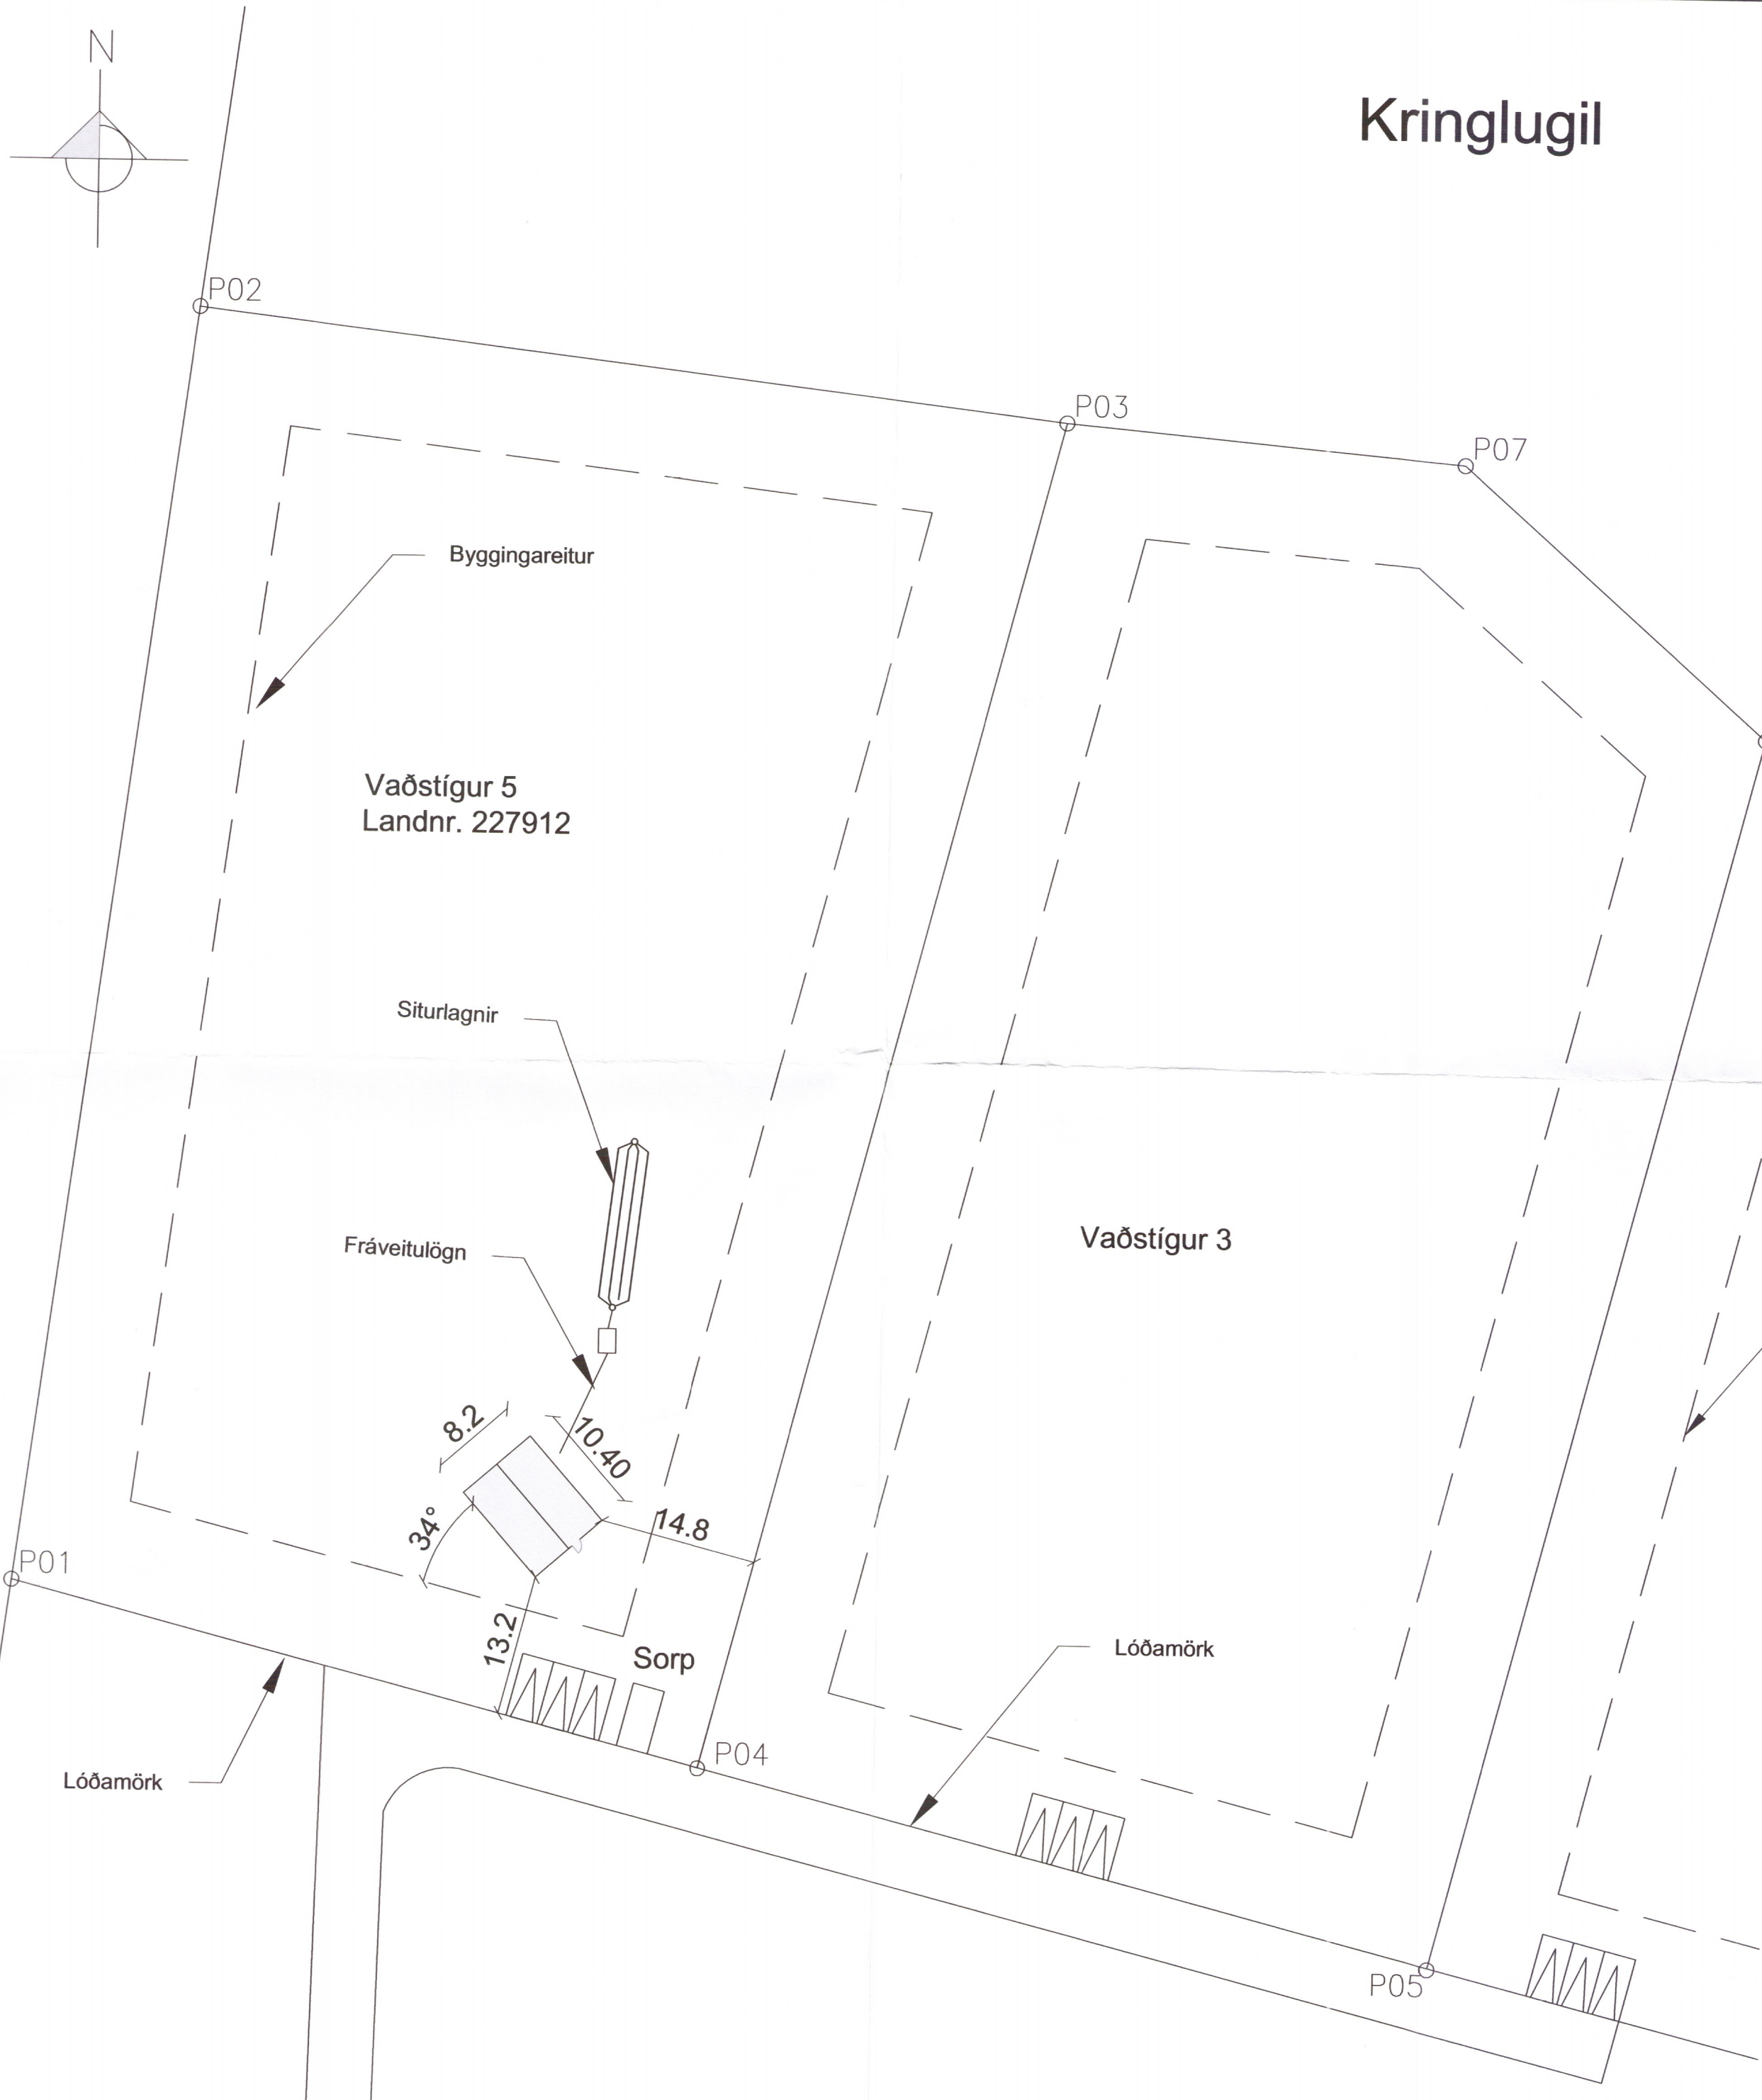 N
Kringlugil
P02
P03
P07
Byggingareitur
Vaðstígur 5
Landnr. 227912
Siturlagnir
Fráveitulögn
Vaðstígur 3
8.2
10.40
34°
14.8
P01
13.2
Sorp
Lóðamörk
P04
Lóðamörk
P05